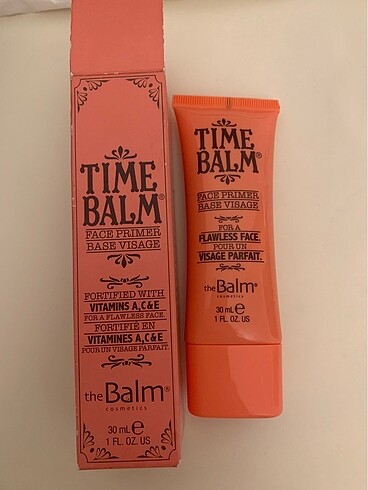 TIME
BALM®
FACE PRIMER
BASE VISAGE
FORTIFIED WITH
VITAMINS A,C&E
FOR A FLAWLESS FACE.
FORTIFIÉ EN
VITAMINES A,C&E
POUR UN VISAGE PARFAIT.
theBalm®
cosmetics
30 mL e
1 FL. OZ. US
TIME
BALM®
FACE PRIMER
BASE VISAGE
FOR A
FLAWLESS FACE.
POUR UN
VISAGE PARFAIT.
theBalm®
cosmetics
30 mL e
1 FL. OZ. US